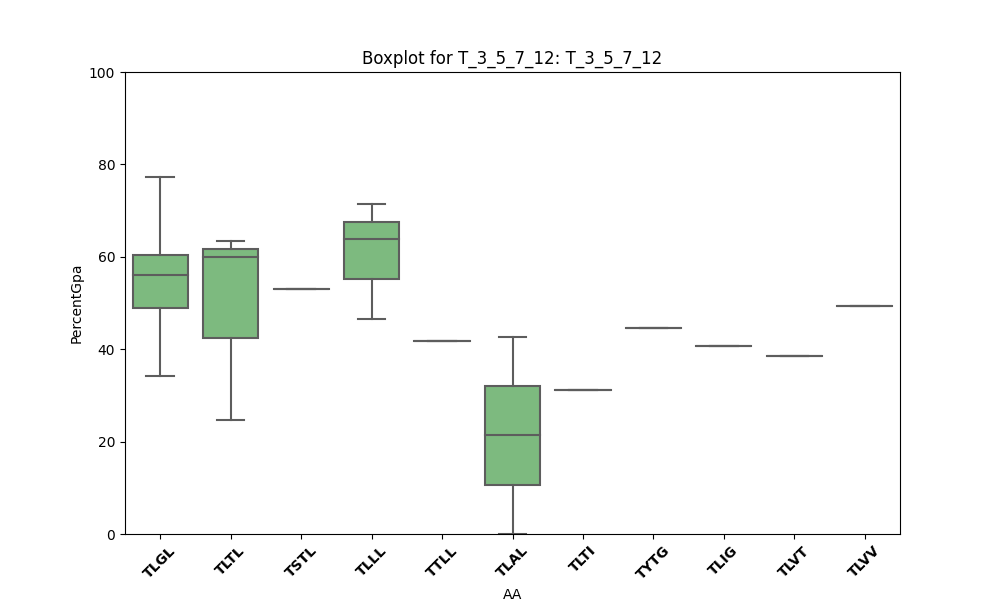 Boxplot for T_3_5_7_12: T_3_5_7_12
100
80
60
40
20
0
PercentGpa
TLGL
TLTL
TSTL
TLLL
TTLL
TLAL
TLTI
TYTG
TLIG
TLVT
TLVV
AA